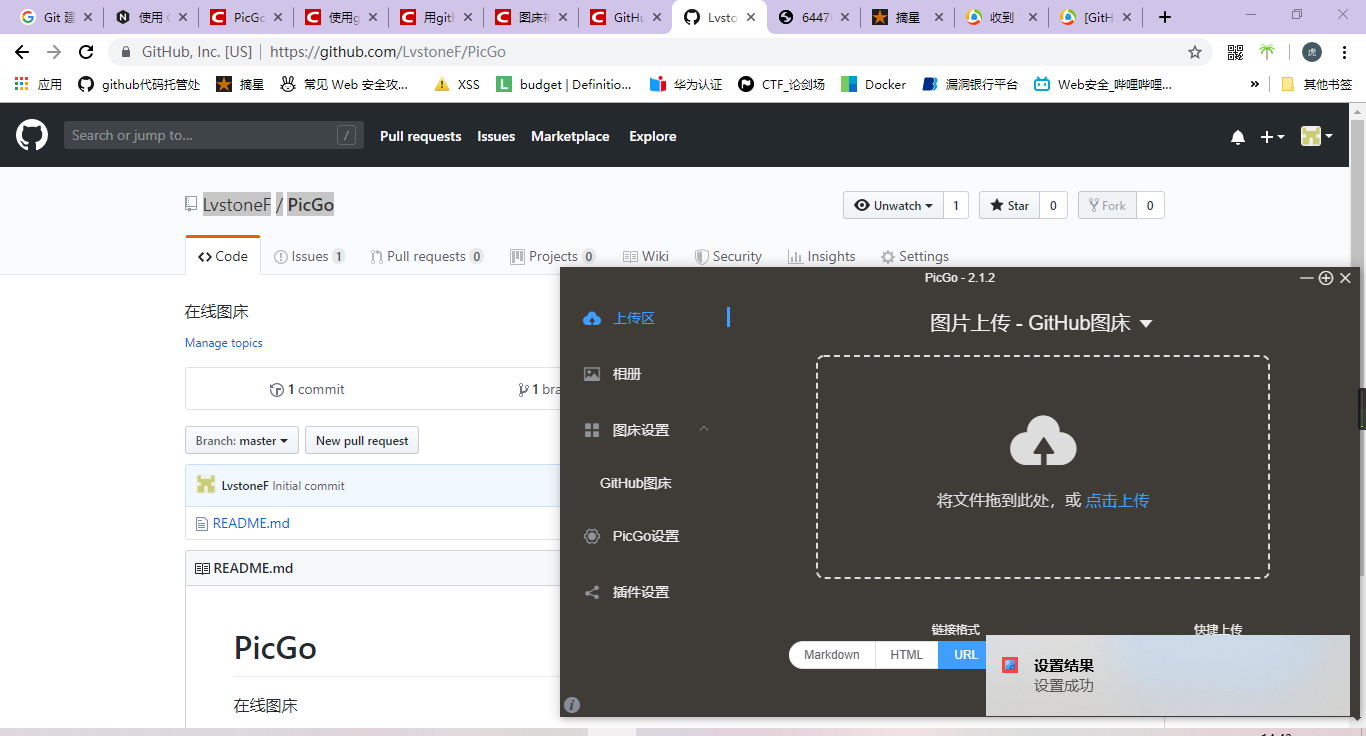 Git 建
使用
PicGo
使用g
用gith
图床神
GitHu
Lvsto
6447
摘星
收到
[GitH
GitHub, Inc. [US] | https://github.com/LvstoneF/PicGo
虎
应用 github代码托管处 摘星 常见 Web 安全攻... XSS budget | Definitio... 华为认证 CTF_论剑场 Docker 漏洞银行平台 Web安全_哔哩哔哩... » 其他书签
Search or jump to... / Pull requests Issues Marketplace Explore
LvstoneF / PicGo
Unwatch 1 Star 0 Fork 0
Code Issues 1 Pull requests 0 Projects 0 Wiki Security Insights Settings
在线图床
Manage topics
1 commit 1 bra
Branch: master New pull request
LvstoneF Initial commit
README.md
README.md
PicGo
在线图床
PicGo - 2.1.2
上传区
相册
图床设置
GitHub图床
PicGo设置
插件设置
图片上传 - GitHub图床
将文件拖到此处，或 点击上传
链接格式 快捷上传
Markdown HTML URL
设置结果
设置成功